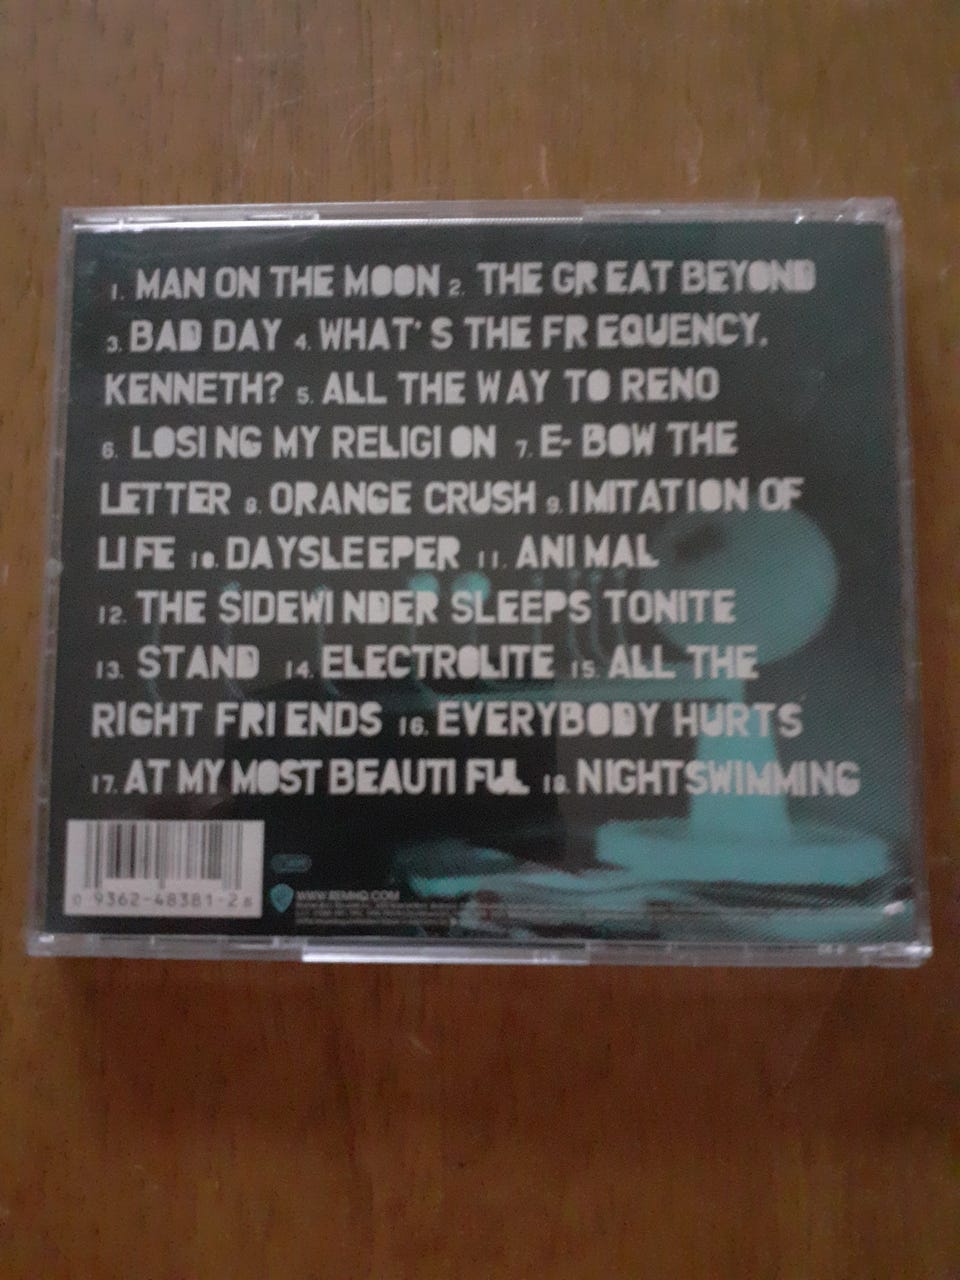 1. MAN ON THE MOON 2. THE GREAT BEYOND
3. BAD DAY 4. WHAT'S THE FREQUENCY,
KENNETH? 5. ALL THE WAY TO RENO
6. LOSING MY RELIGION 7. E-BOW THE
LETTER 8. ORANGE CRUSH 9. IMITATION OF
LIFE 10. DAYSLEEPER 11. ANIMAL
12. THE SIDEWINDER SLEEPS TONITE
13. STAND 14. ELECTROLITE 15. ALL THE
RIGHT FRIENDS 16. EVERYBODY HURTS
17. AT MY MOST BEAUTIFUL 18. NIGHTSWIMMING
0 9362-48381-2 6
WWW.REMHQ.COM